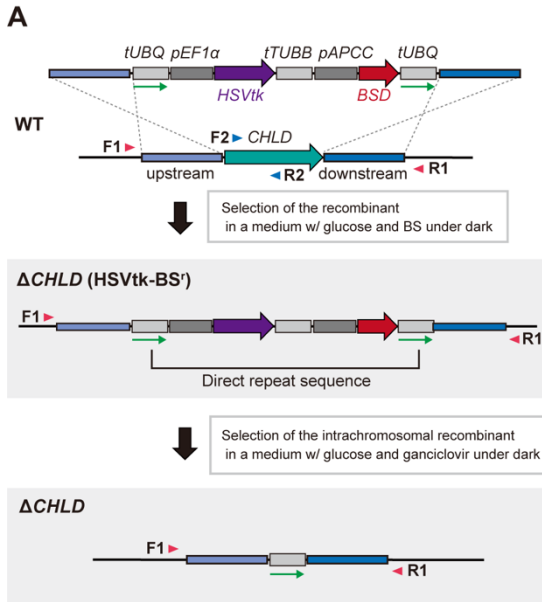 A
tUBQ pEF1α tTUBB pAPCC tUBQ
HSVtk BSD
WT
F1 F2 CHLD
upstream R2 downstream R1
Selection of the recombinant
in a medium w/ glucose and BS under dark
ΔCHLD (HSVtk-BSʳ)
F1
R1
Direct repeat sequence
Selection of the intrachromosomal recombinant
in a medium w/ glucose and ganciclovir under dark
ΔCHLD
F1
R1